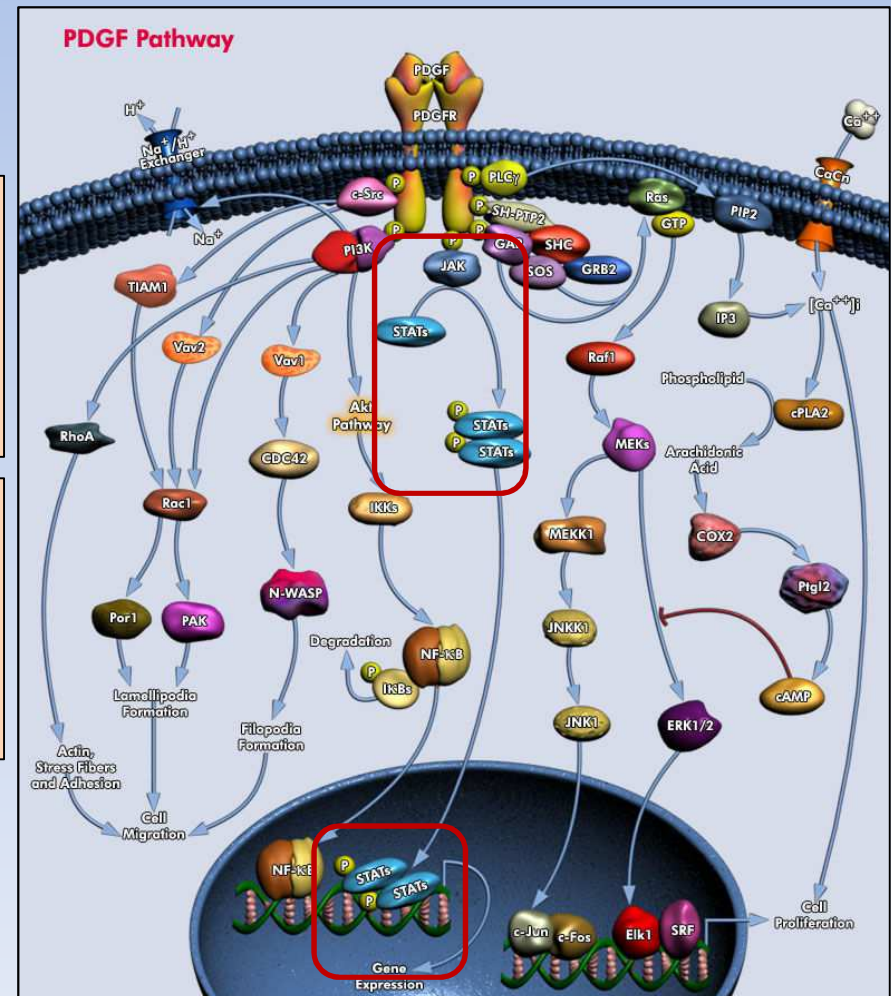 PDGF Pathway
PDGF
PDGFR
H+
Na+/H+
Exchanger
Na+
Ca++
CaCn
c-Src
P
P
PI3K
P
PLCγ
P
SH-PTP2
P
P
GAP
SHC
SOS
GRB2
Ras
GTP
PIP2
JAK
STATs
TIAM1
Vav2
Vav1
IP3
[Ca++]i
Raf1
Phospholipid
cPLA2
Akt
Pathway
P
STATs
P
STATs
RhoA
CDC42
MEKs
Arachidonic
Acid
Rac1
IKKs
MEKK1
COX2
Por1
PAK
N-WASP
JNKK1
PtgI2
Degradation
P
IκBs
NF-κB
cAMP
Lamellipodia
Formation
Filopodia
Formation
JNK1
ERK1/2
Actin,
Stress Fibers
and Adhesion
Cell
Migration
NF-κB
P
STATs
P
STATs
c-Jun
c-Fos
Elk1
SRF
Cell
Proliferation
Gene
Expression